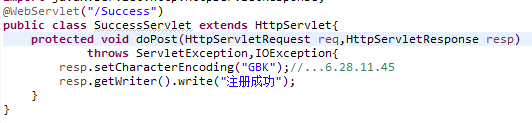 @WebServlet("/Success")
public class SuccessServlet extends HttpServlet{
    protected void doPost(HttpServletRequest req,HttpServletResponse resp)
            throws ServletException,IOException{
        resp.setCharacterEncoding("GBK");//...6.28.11.45
        resp.getWriter().write("注册成功");
    }
}